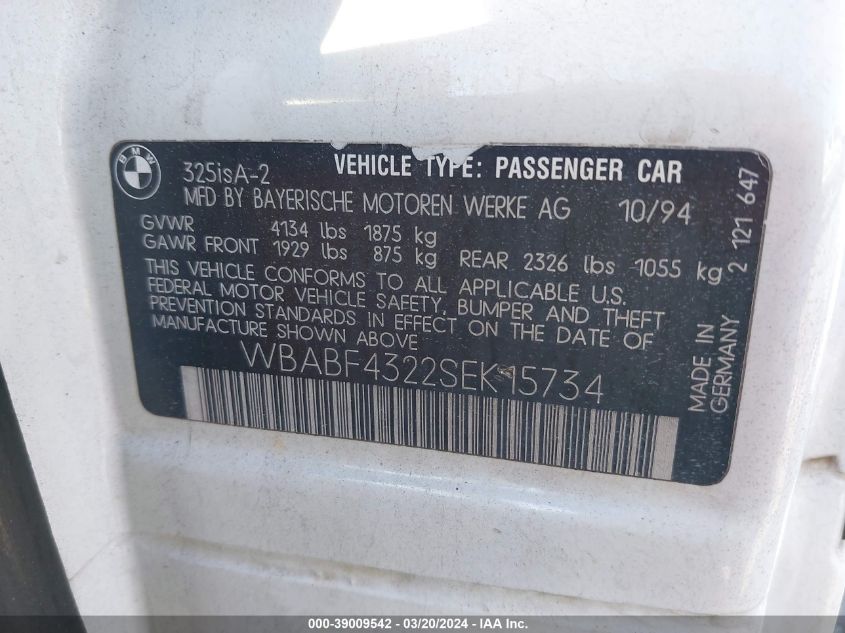 BMW
325isA-2 VEHICLE TYPE: PASSENGER CAR
MFD BY BAYERISCHE MOTOREN WERKE AG 10/94
GVWR 4134 lbs 1875 kg
GAWR FRONT 1929 lbs 875 kg REAR 2326 lbs 1055 kg
THIS VEHICLE CONFORMS TO ALL APPLICABLE U.S.
FEDERAL MOTOR VEHICLE SAFETY, BUMPER AND THEFT
PREVENTION STANDARDS IN EFFECT ON THE DATE OF
MANUFACTURE SHOWN ABOVE
WBABF4322SEK15734
MADE IN
GERMANY
2 121 647
000-39009542 - 03/20/2024 - IAAI.COM